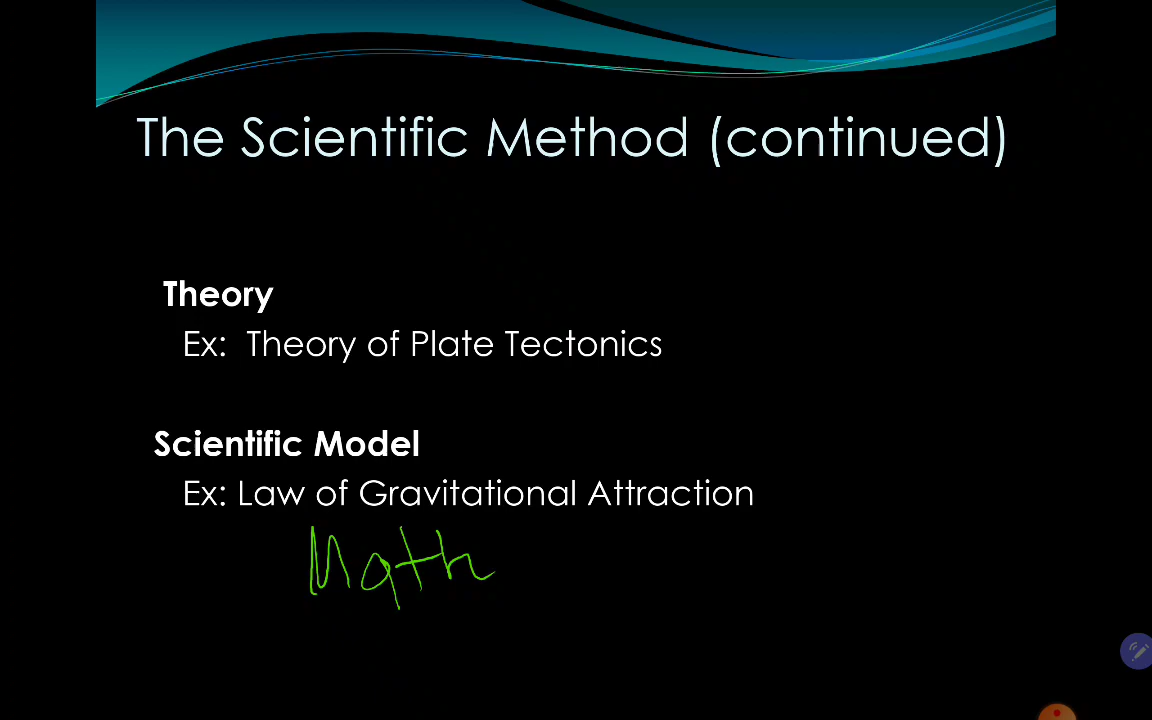 The Scientific Method (continued)
Theory
Ex: Theory of Plate Tectonics
Scientific Model
Ex: Law of Gravitational Attraction
Math